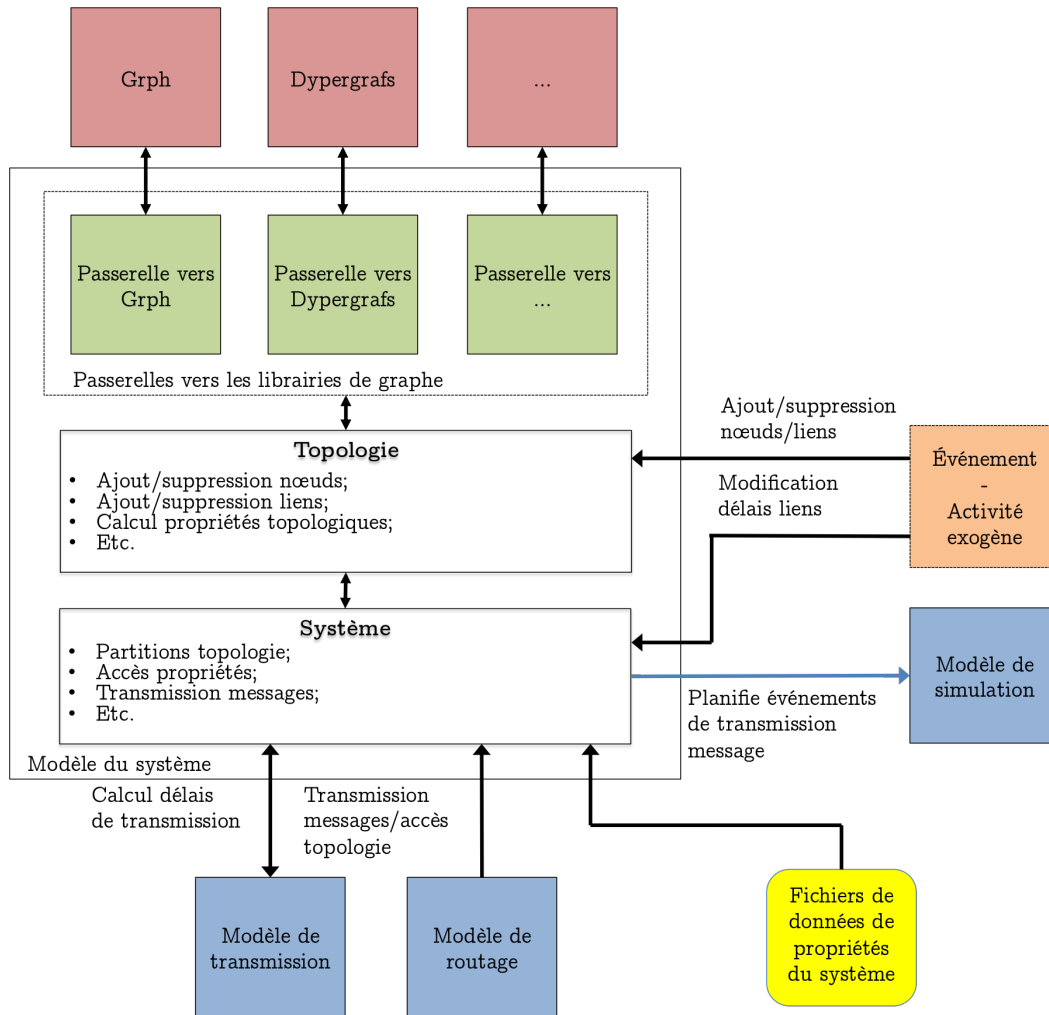 Grph
Dypergrafs
...
Passerelle vers
Grph
Passerelle vers
Dypergrafs
Passerelle vers
...
Passerelles vers les librairies de graphe
Topologie
• Ajout/suppression nœuds;
• Ajout/suppression liens;
• Calcul propriétés topologiques;
• Etc.
Ajout/suppression
nœuds/liens
Modification
délais liens
Événement
-
Activité
exogène
Système
• Partitions topologie;
• Accès propriétés;
• Transmission messages;
• Etc.
Planifie événements
de transmission
message
Modèle de
simulation
Modèle du système
Calcul délais
de transmission
Transmission
messages/accès
topologie
Modèle de
transmission
Modèle de
routage
Fichiers de
données de
propriétés
du système